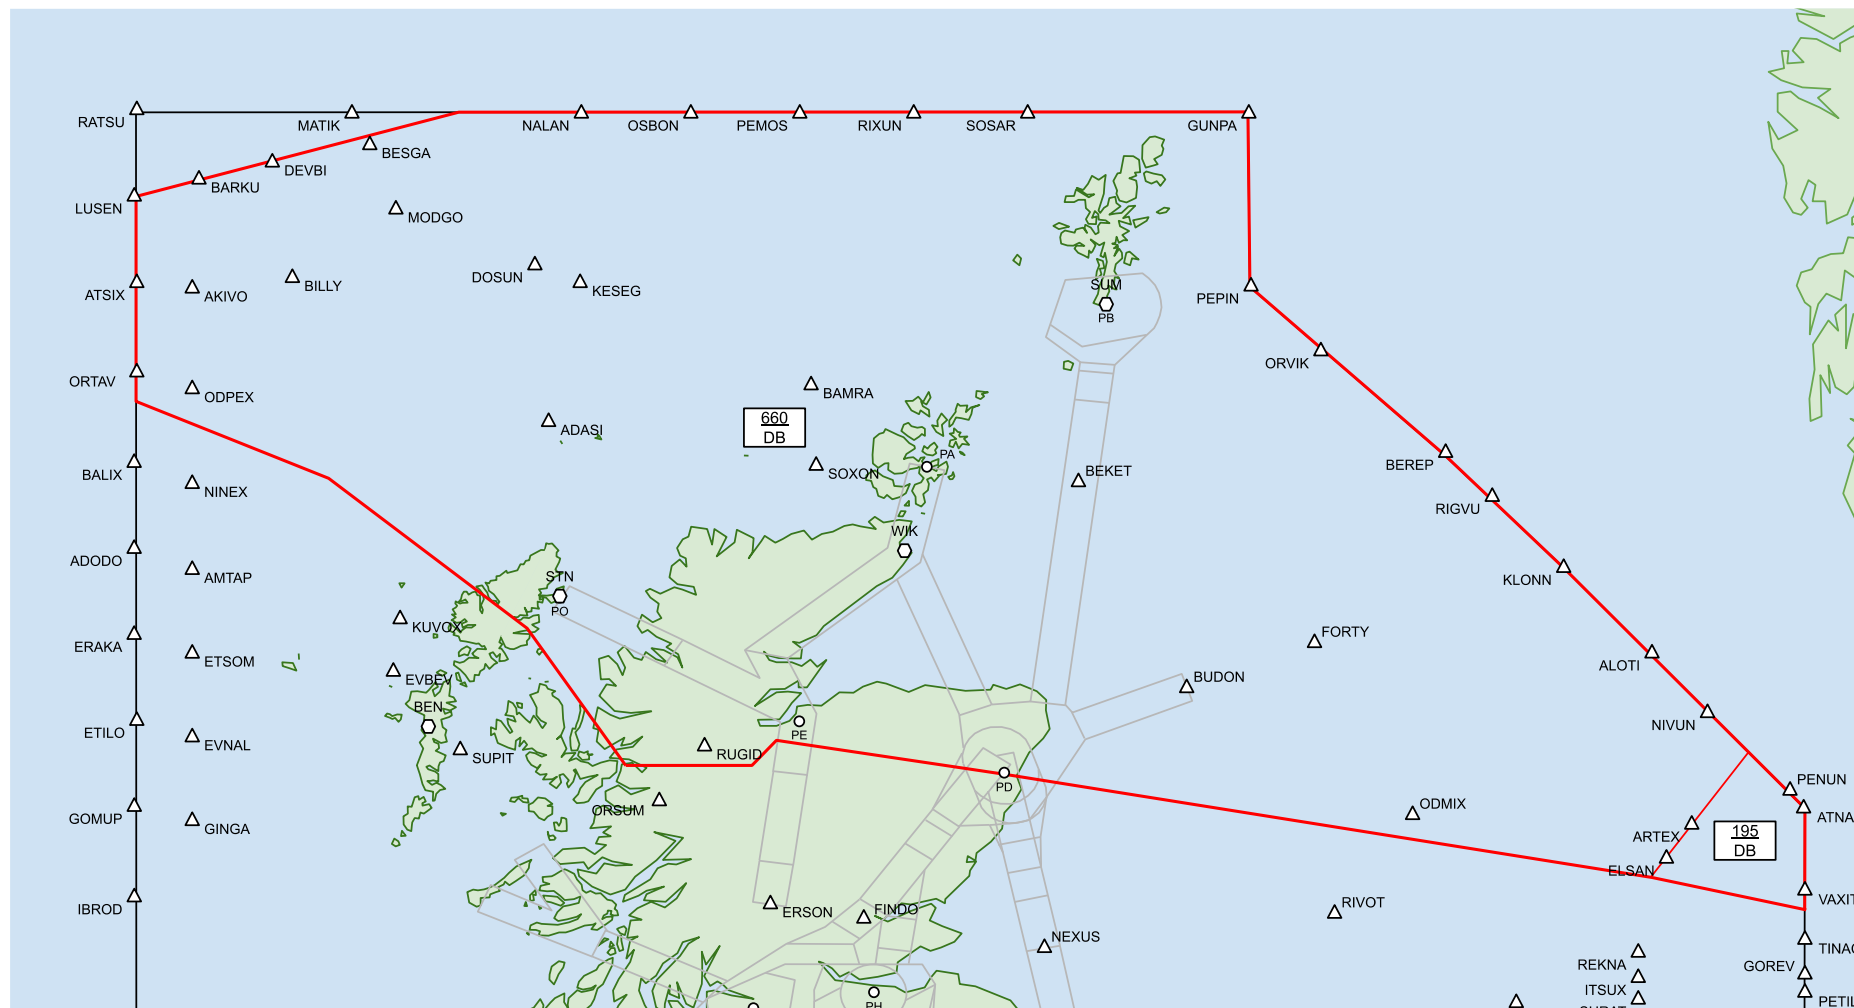 RATSU
MATIK
NALAN
OSBON
PEMOS
RIXUN
SOSAR
GUNPA
BESGA
DEVBI
BARKU
LUSEN
MODGO
DOSUN
KESEG
BILLY
AKIVO
ATSIX
SUM
PB
PEPIN
ORVIK
ORTAV
ODPEX
BAMRA
660
DB
ADASI
PA
SOXON
BEKET
BEREP
BALIX
NINEX
RIGVU
WIK
ADODO
AMTAP
STN
PO
KLONN
KUVOX
FORTY
ERAKA
ETSOM
EVBEV
ALOTI
BUDON
BEN
NIVUN
ETILO
EVNAL
PE
SUPIT
RUGID
PD
PENUN
ORSUM
ODMIX
GOMUP
GINGA
ATNA
195
DB
ARTEX
ELSAN
VAXIT
IBROD
ERSON
FINDO
RIVOT
NEXUS
TINAC
REKNA
GOREV
ITSUX
PETIL
PH